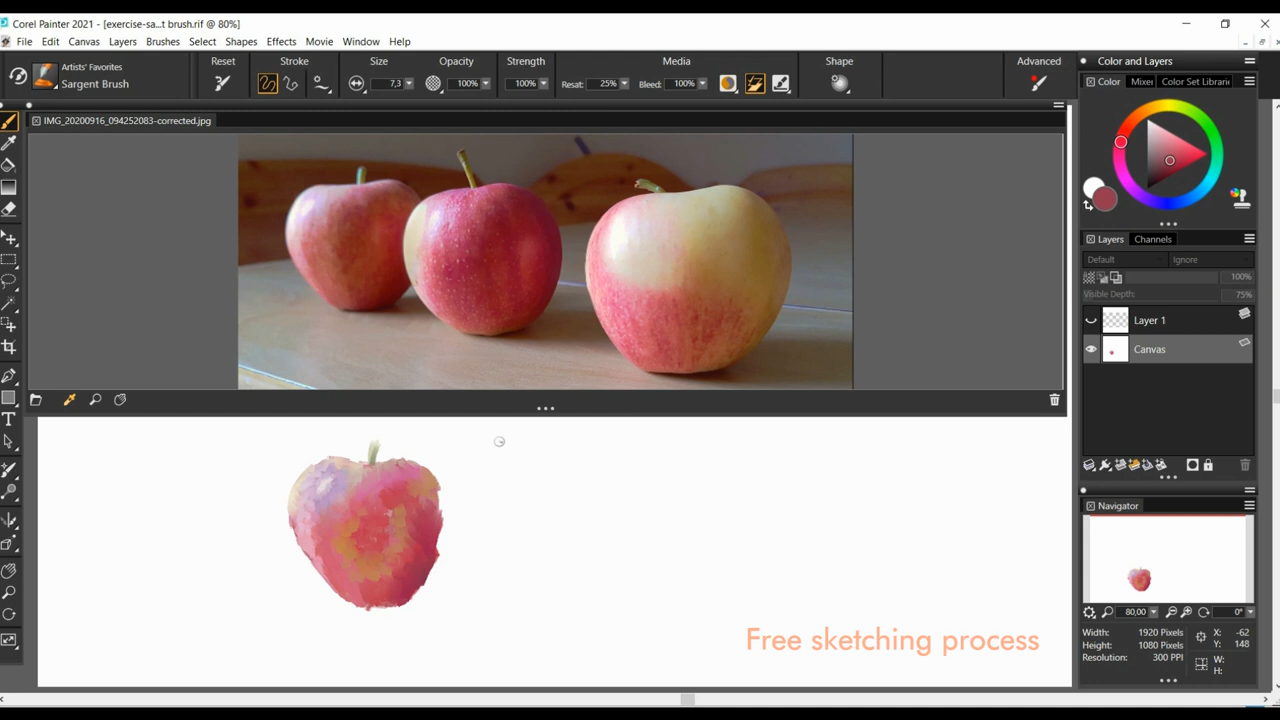 Corel Painter 2021 - [exercise-sa...t brush.rif @ 80%]
File Edit Canvas Layers Brushes Select Shapes Effects Movie Window Help
Artists' Favorites
Sargent Brush
Reset Stroke Size Opacity Strength Media Shape Advanced
7,3 100% 100% Resat: 25% Bleed: 100%
IMG_20200916_094252083-corrected.jpg
Color and Layers
Color Mixer Color Set Librarie
Layers Channels
Default Ignore
100%
Visible Depth: 75%
Layer 1
Canvas
T
Navigator
80,00 0°
Width: 1920 Pixels X: -62
Height: 1080 Pixels Y: 148
Resolution: 300 PPI W:
H:
Free sketching process